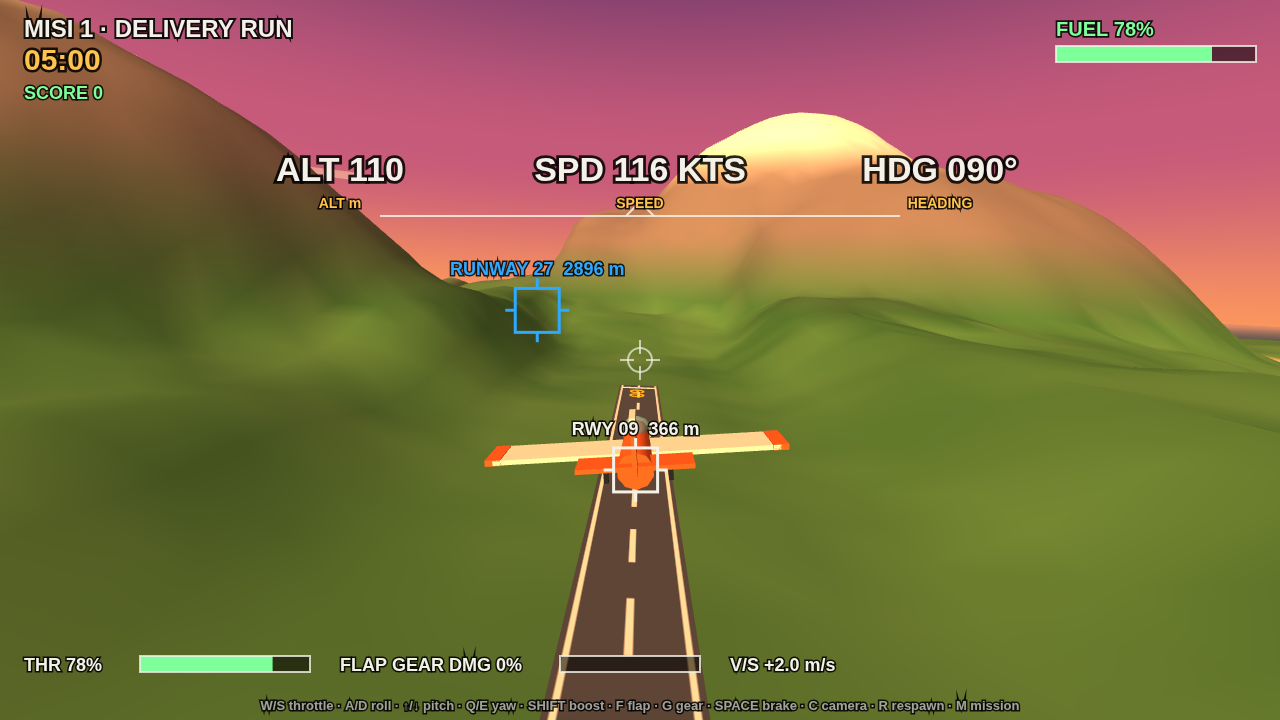 MISI 1 · DELIVERY RUN
05:00
SCORE 0
FUEL 78%
ALT 110
ALT m
SPD 116 KTS
SPEED
HDG 090°
HEADING
RUNWAY 27 2896 m
RWY 09 366 m
THR 78%
FLAP GEAR DMG 0%
V/S +2.0 m/s
W/S throttle · A/D roll · ↑/↓ pitch · Q/E yaw · SHIFT boost · F flap · G gear · SPACE brake · C camera · R respawn · M mission